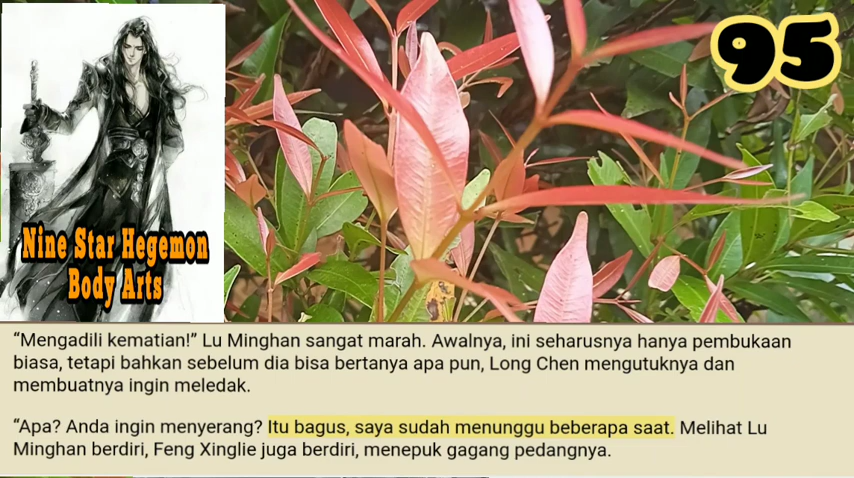 95
Nine Star Hegemon
Body Arts
“Mengadili kematian!” Lu Minghan sangat marah. Awalnya, ini seharusnya hanya pembukaan
biasa, tetapi bahkan sebelum dia bisa bertanya apa pun, Long Chen mengutuknya dan
membuatnya ingin meledak.
“Apa? Anda ingin menyerang? Itu bagus, saya sudah menunggu beberapa saat. Melihat Lu
Minghan berdiri, Feng Xinglie juga berdiri, menepuk gagang pedangnya.